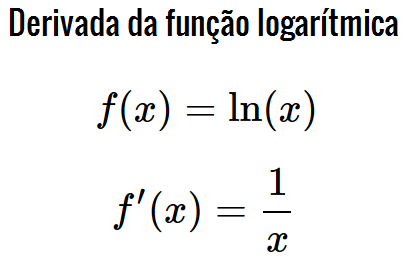 Derivada da função logarítmica
f(x) = ln(x)
f′(x) = 1/x